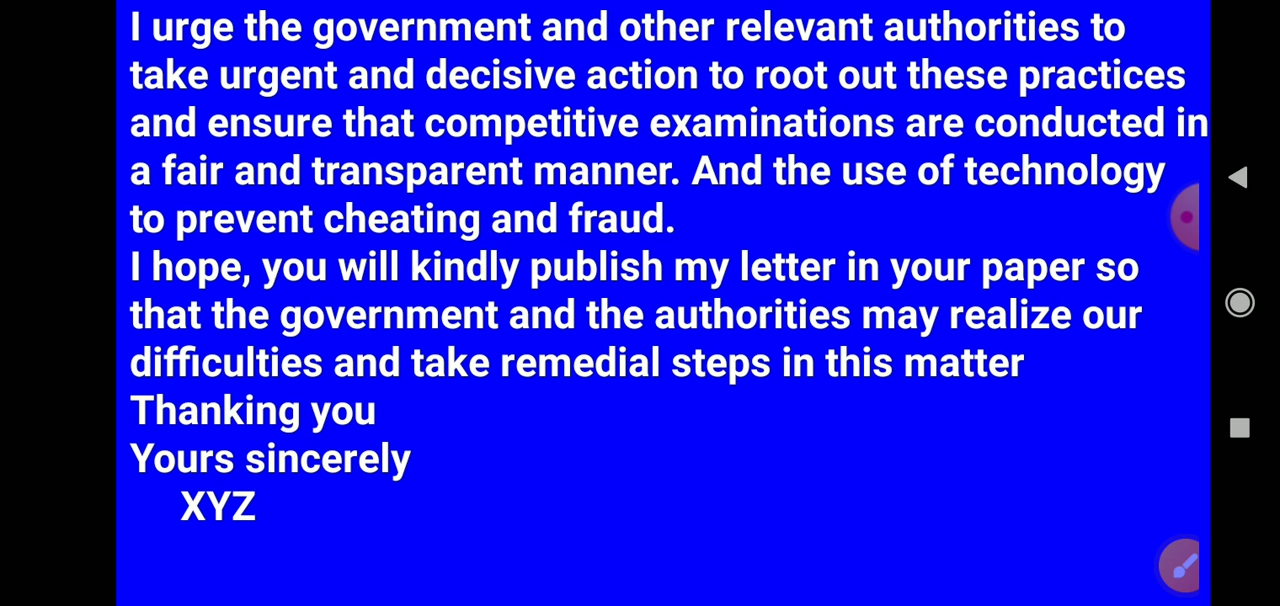 I urge the government and other relevant authorities to
take urgent and decisive action to root out these practices
and ensure that competitive examinations are conducted in
a fair and transparent manner. And the use of technology
to prevent cheating and fraud.
I hope, you will kindly publish my letter in your paper so
that the government and the authorities may realize our
difficulties and take remedial steps in this matter
Thanking you
Yours sincerely
XYZ